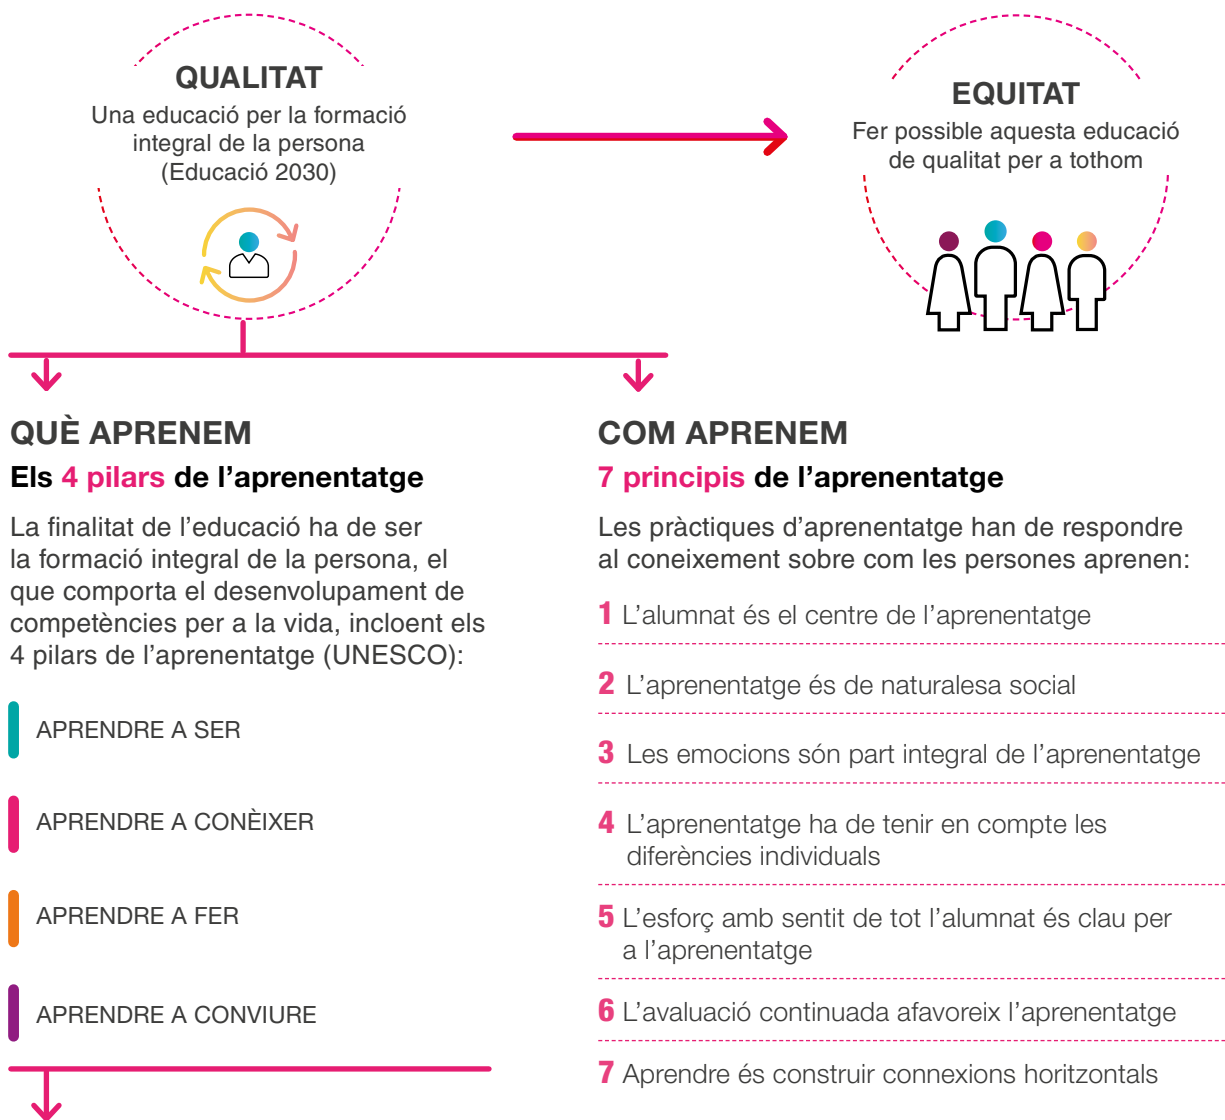 QUALITAT
Una educació per la formació
integral de la persona
(Educació 2030)
EQUITAT
Fer possible aquesta educació
de qualitat per a tothom
QUÈ APRENEM
Els 4 pilars de l’aprenentatge
La finalitat de l’educació ha de ser
la formació integral de la persona, el
que comporta el desenvolupament de
competències per a la vida, incloent els
4 pilars de l’aprenentatge (UNESCO):
APRENDRE A SER
APRENDRE A CONÈIXER
APRENDRE A FER
APRENDRE A CONVIURE
COM APRENEM
7 principis de l’aprenentatge
Les pràctiques d’aprenentatge han de respondre
al coneixement sobre com les persones aprenen:
1 L’alumnat és el centre de l’aprenentatge
2 L’aprenentatge és de naturalesa social
3 Les emocions són part integral de l’aprenentatge
4 L’aprenentatge ha de tenir en compte les
diferències individuals
5 L’esforç amb sentit de tot l’alumnat és clau per
a l’aprenentatge
6 L’avaluació continuada afavoreix l’aprenentatge
7 Aprendre és construir connexions horitzontals